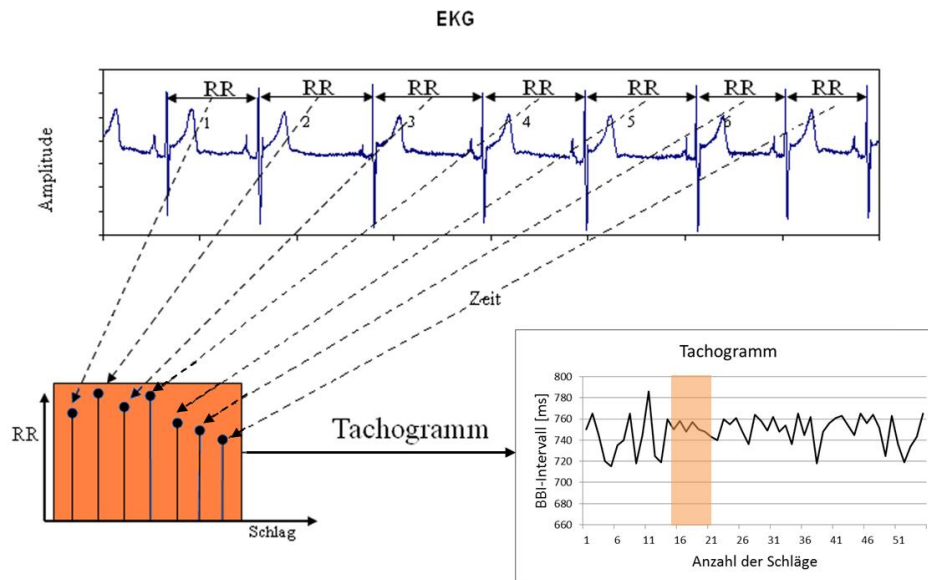 EKG
RR RR RR RR RR RR RR
1 2 3 4 5 6
Amplitude
Zeit
RR
Schlag
Tachogramm
Tachogramm
800
780
760
740
720
700
680
660
BBI-Intervall [ms]
1 6 11 16 21 26 31 36 41 46 51
Anzahl der Schläge